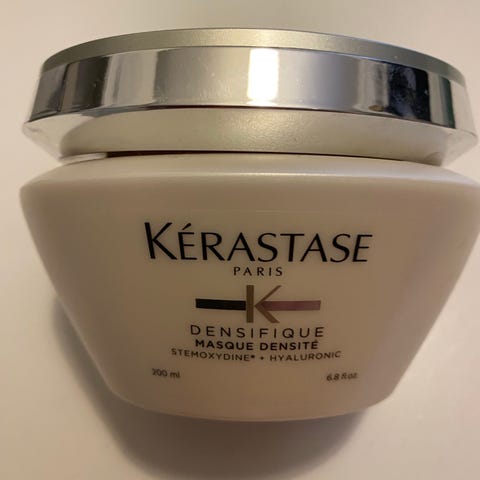 KÉRASTASE
PARIS
K
DENSIFIQUE
MASQUE DENSITÉ
STEMOXYDINE® + HYALURONIC
200 ml 6.8 fl.oz.